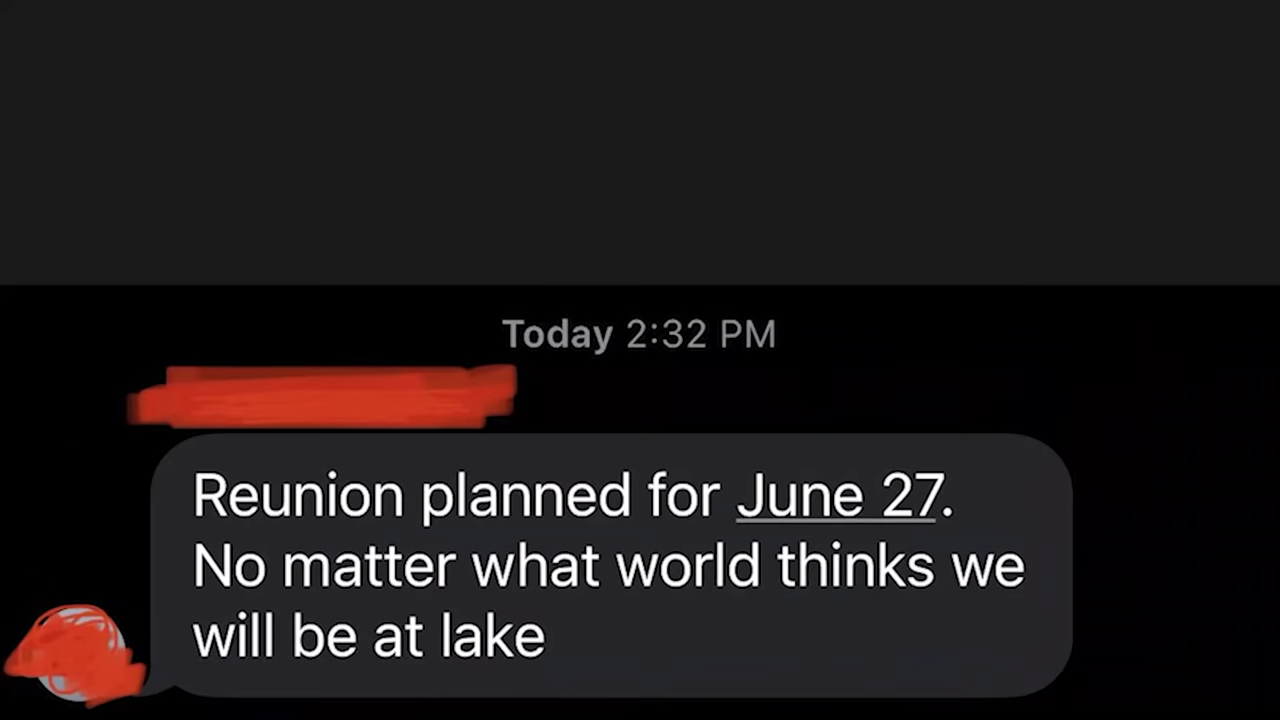 Today 2:32 PM
Reunion planned for June 27.
No matter what world thinks we
will be at lake